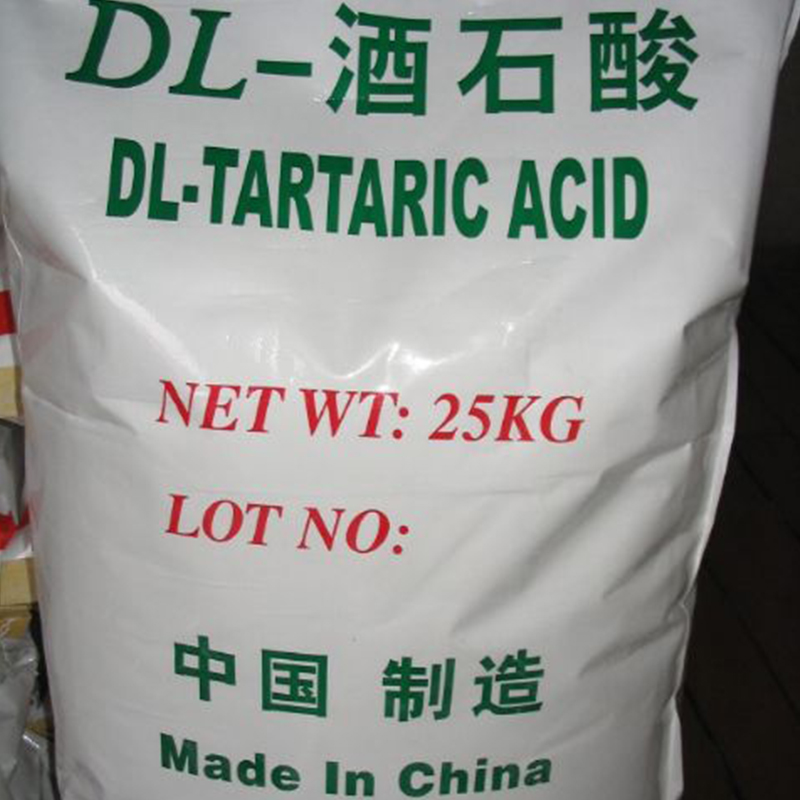 DL-酒石酸
DL-TARTARIC ACID
NET WT: 25KG
LOT NO:
中国 制造
Made In China